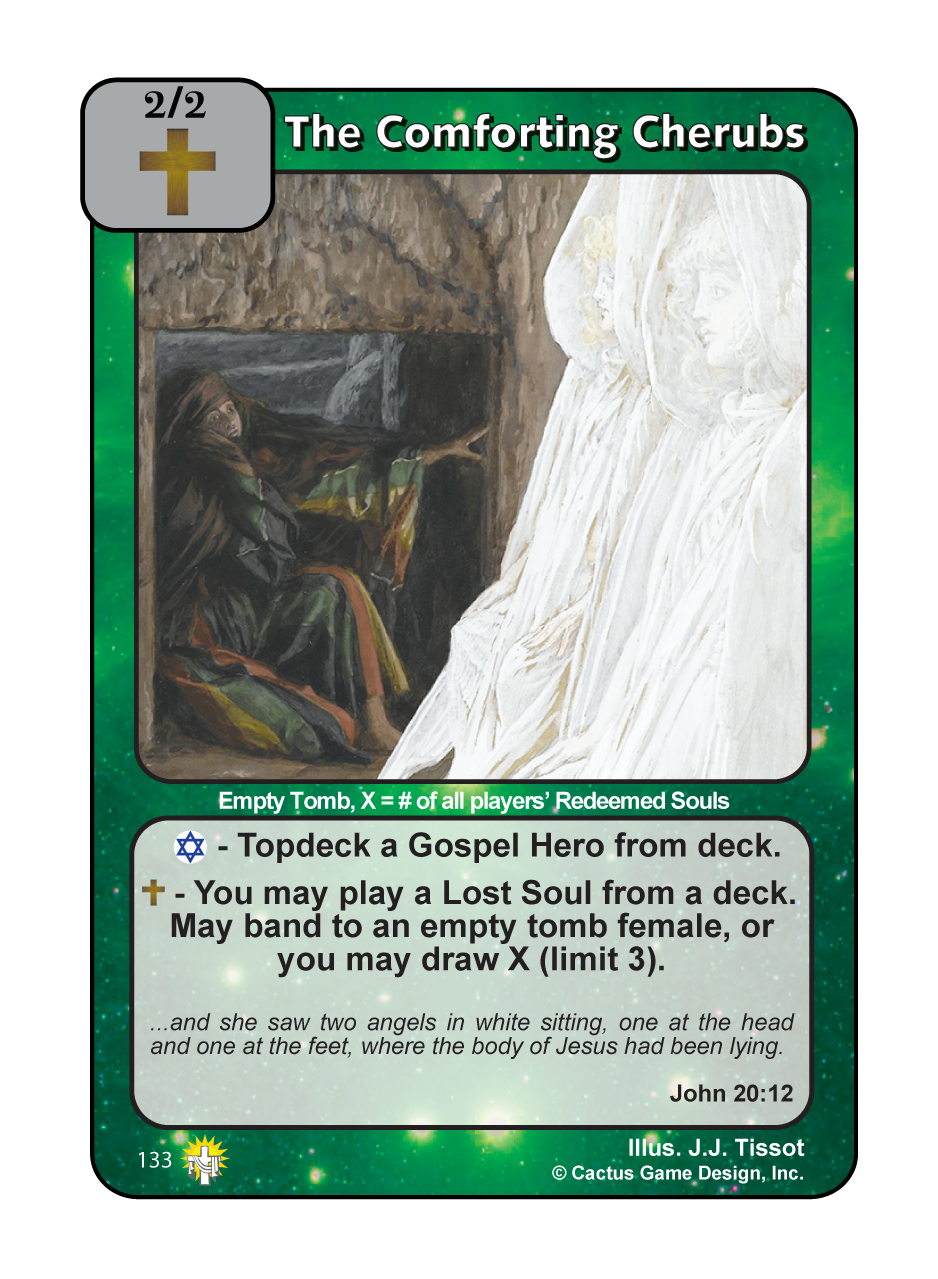 2/2
The Comforting Cherubs
Empty Tomb, X = # of all players' Redeemed Souls
- Topdeck a Gospel Hero from deck.
- You may play a Lost Soul from a deck.
May band to an empty tomb female, or
you may draw X (limit 3).
...and she saw two angels in white sitting, one at the head
and one at the feet, where the body of Jesus had been lying.
John 20:12
133
Illus. J.J. Tissot
© Cactus Game Design, Inc.